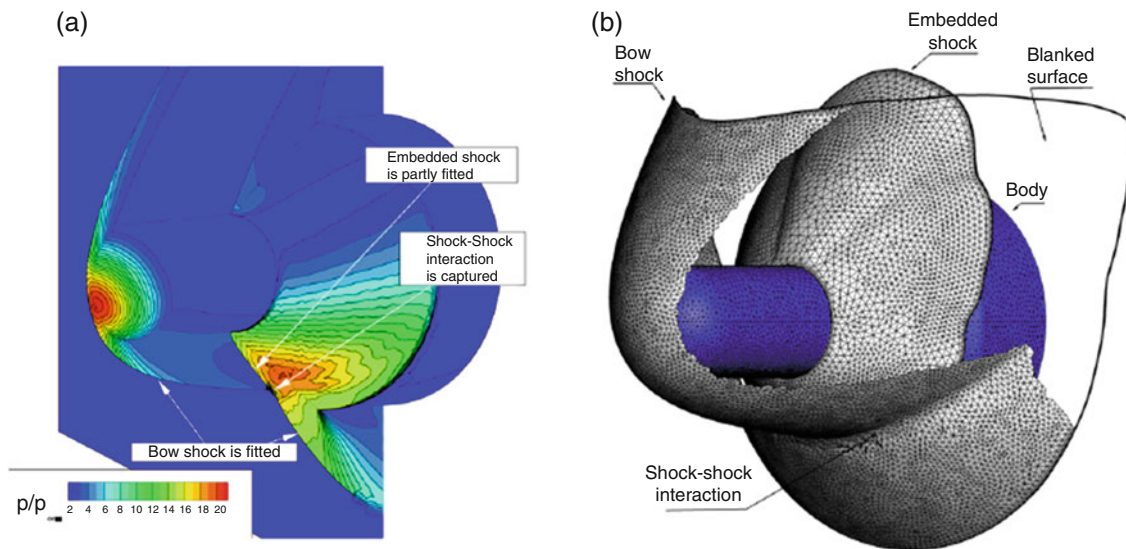 (a)
Embedded shock
is partly fitted
Shock-Shock
interaction
is captured
Bow shock is fitted
p/p
2 4 6 8 10 12 14 16 18 20
(b)
Bow
shock
Embedded
shock
Blanked
surface
Body
Shock-shock
interaction